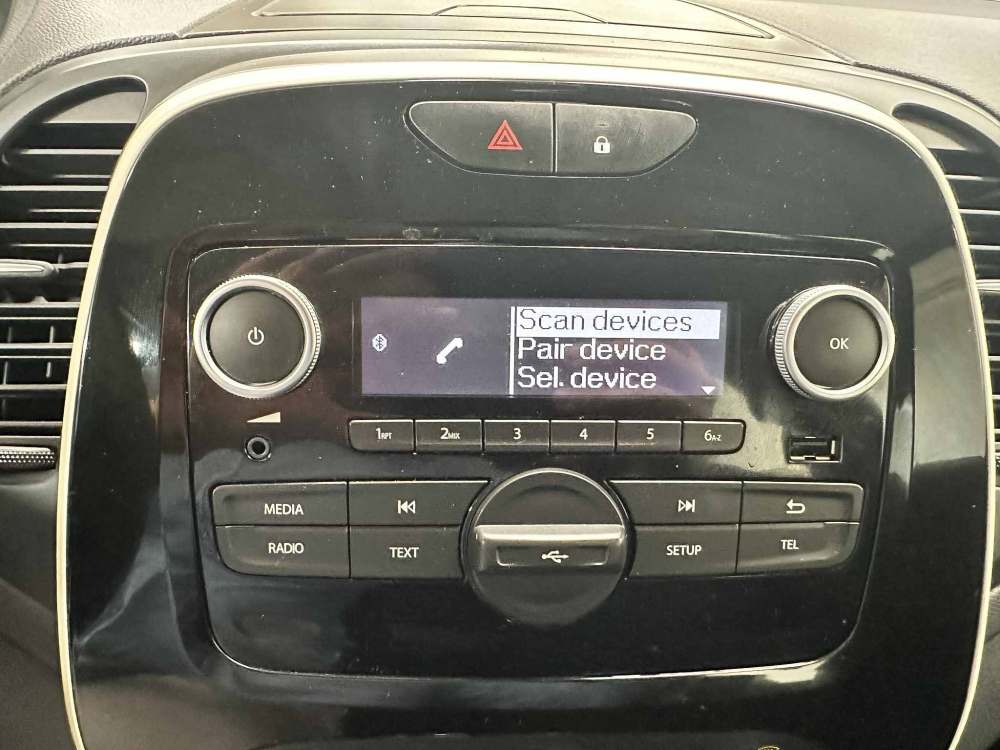 Scan devices
Pair device
Sel. device
OK
1RPT 2MIX 3 4 5 6A-Z
MEDIA
RADIO TEXT SETUP TEL